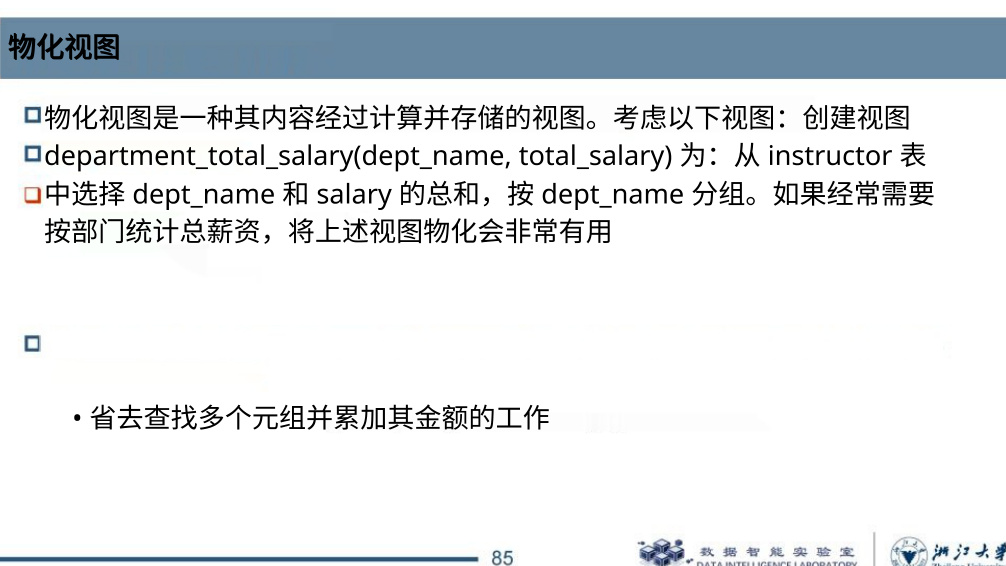 物化视图
物化视图是一种其内容经过计算并存储的视图。考虑以下视图：创建视图
department_total_salary(dept_name, total_salary) 为：从 instructor 表
中选择 dept_name 和 salary 的总和，按 dept_name 分组。如果经常需要
按部门统计总薪资，将上述视图物化会非常有用
• 省去查找多个元组并累加其金额的工作
85
数据智能实验室
DATA INTELLIGENCE LABORATORY
浙江大学